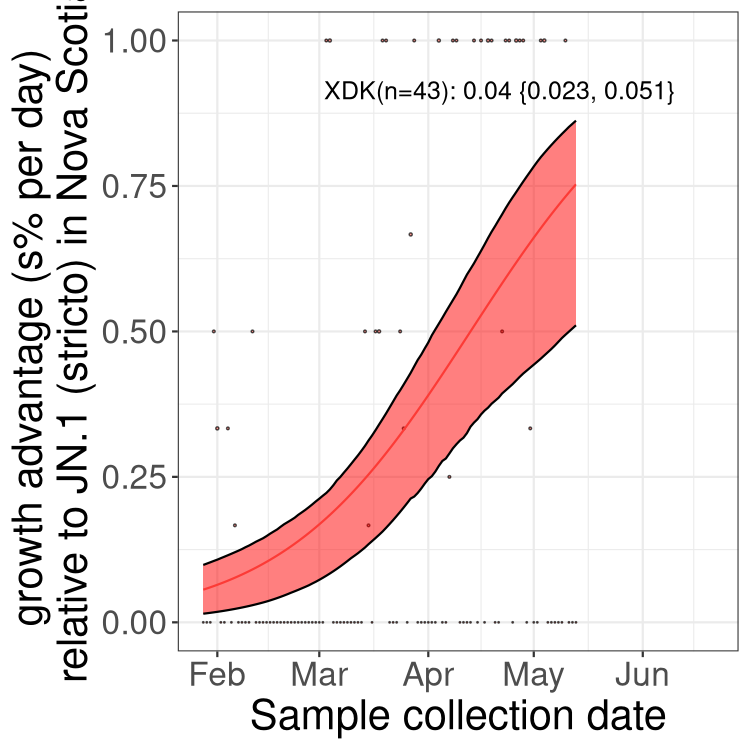 growth advantage (s% per day)
relative to JN.1 (stricto) in Nova Scotia
1.00
0.75
0.50
0.25
0.00
XDK(n=43): 0.04 {0.023, 0.051}
Feb Mar Apr May Jun
Sample collection date